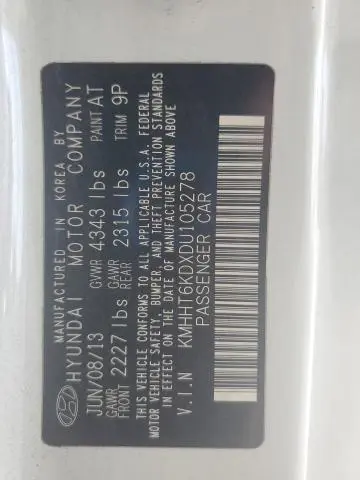 MANUFACTURED IN KOREA BY
HYUNDAI MOTOR COMPANY
JUN/08/13 GVWR 4343 lbs PAINT AT
GAWR FRONT 2227 lbs GAWR REAR 2315 lbs TRIM 9P
THIS VEHICLE CONFORMS TO ALL APPLICABLE U.S.A. FEDERAL
MOTOR VEHICLE SAFETY, BUMPER, AND THEFT PREVENTION STANDARDS
IN EFFECT ON THE DATE OF MANUFACTURE SHOWN ABOVE
V.I.N KMHHT6KDXDU105278
PASSENGER CAR